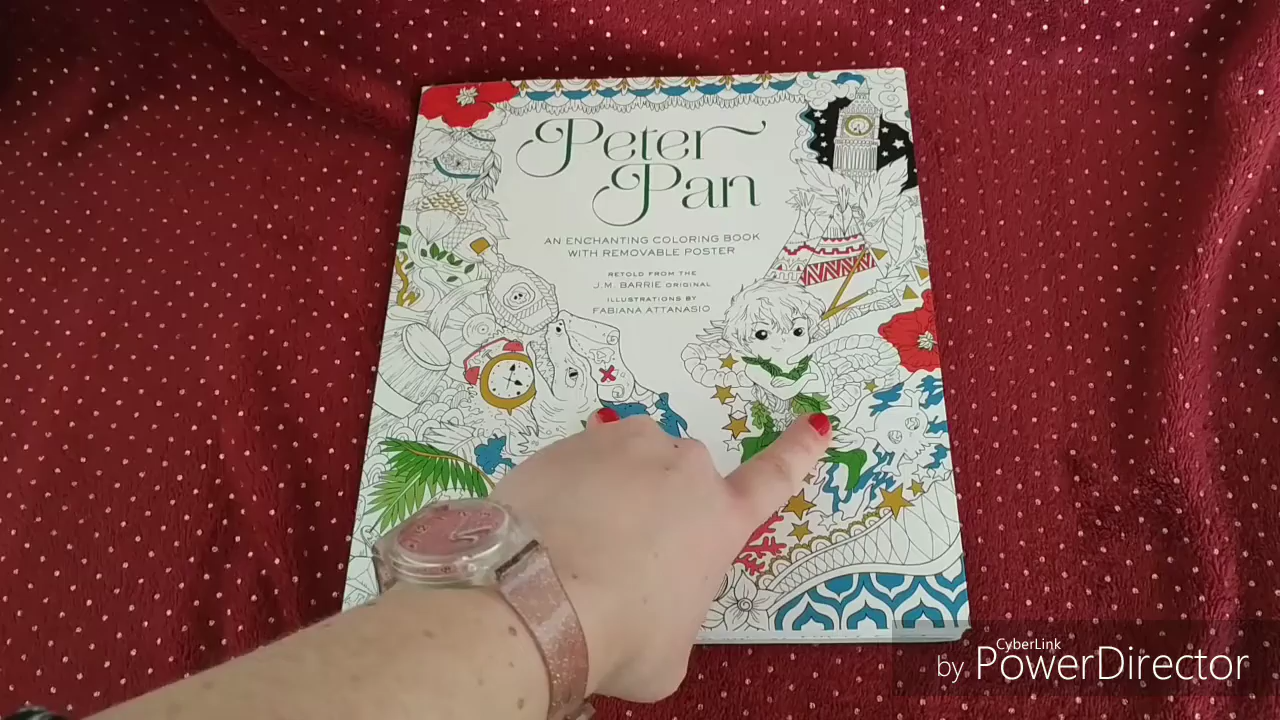 Peter
Pan
AN ENCHANTING COLORING BOOK
WITH REMOVABLE POSTER
RETOLD FROM THE
J.M. BARRIE ORIGINAL
ILLUSTRATIONS BY
FABIANA ATTANASIO
CyberLink
by PowerDirector